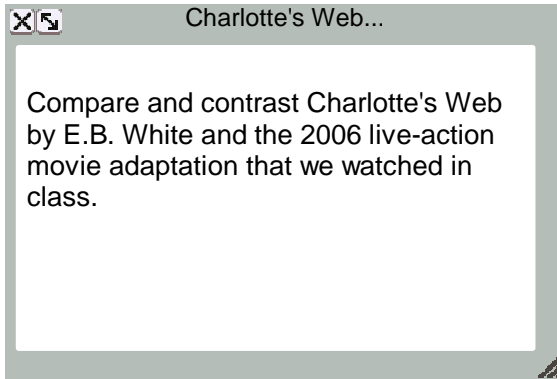 Charlotte's Web...
Compare and contrast Charlotte's Web
by E.B. White and the 2006 live-action
movie adaptation that we watched in
class.